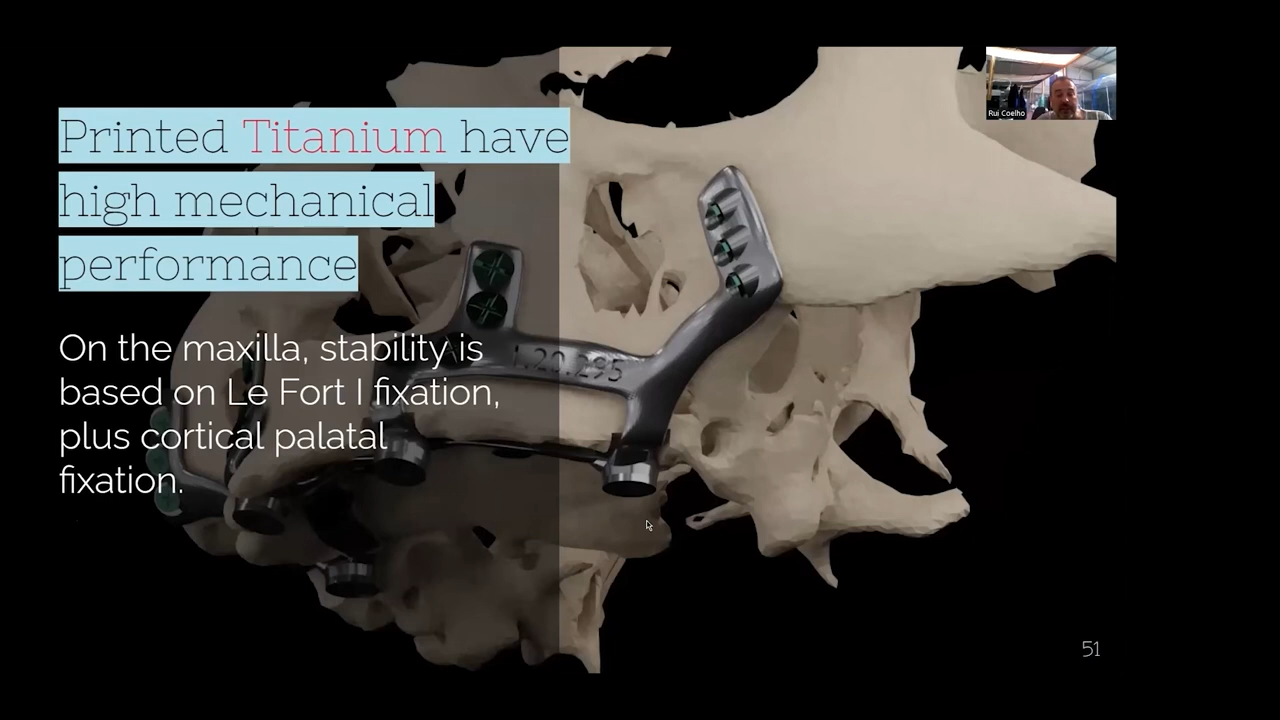 Printed Titanium have
high mechanical
performance
On the maxilla, stability is
based on Le Fort I fixation,
plus cortical palatal
fixation.
1.20.295
Rui Coelho
51